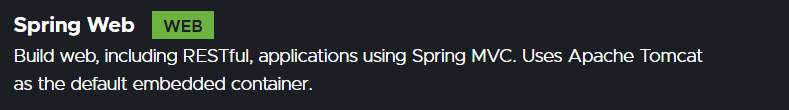 Spring Web WEB
Build web, including RESTful, applications using Spring MVC. Uses Apache Tomcat
as the default embedded container.